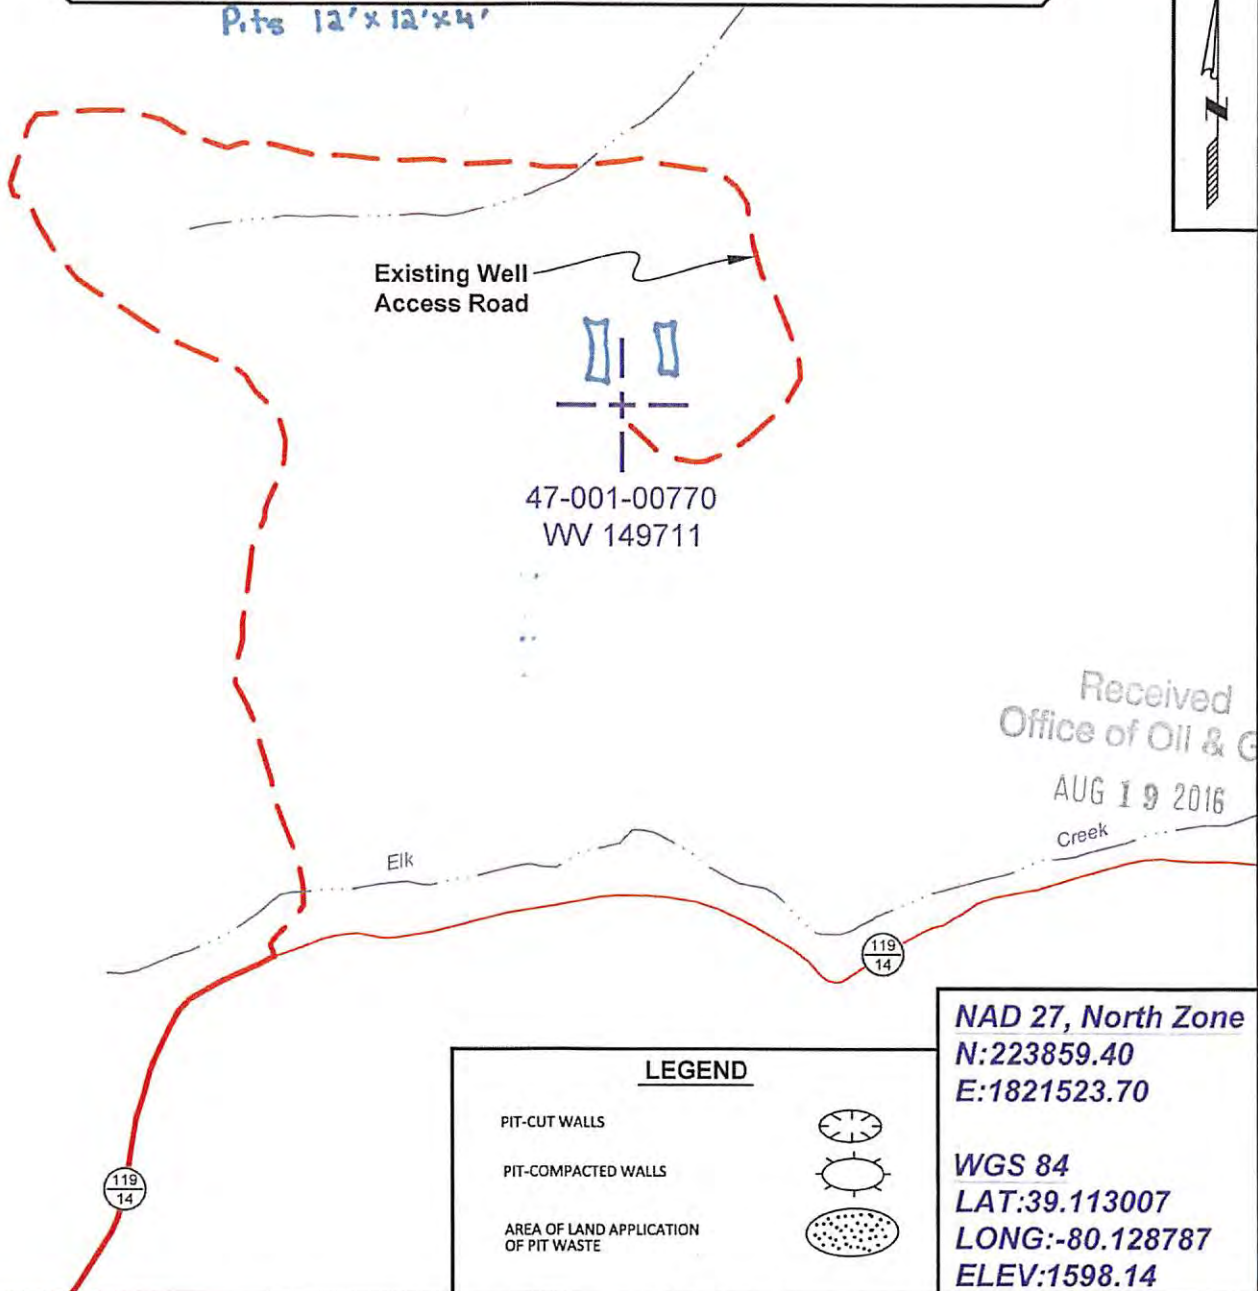 Pits 12'x12'x4'
N
Existing Well
Access Road
47-001-00770
WV 149711
Received
Office of Oil & G
AUG 19 2016
Elk
Creek
119
14
119
14
LEGEND
PIT-CUT WALLS
PIT-COMPACTED WALLS
AREA OF LAND APPLICATION
OF PIT WASTE
NAD 27, North Zone
N:223859.40
E:1821523.70
WGS 84
LAT:39.113007
LONG:-80.128787
ELEV:1598.14